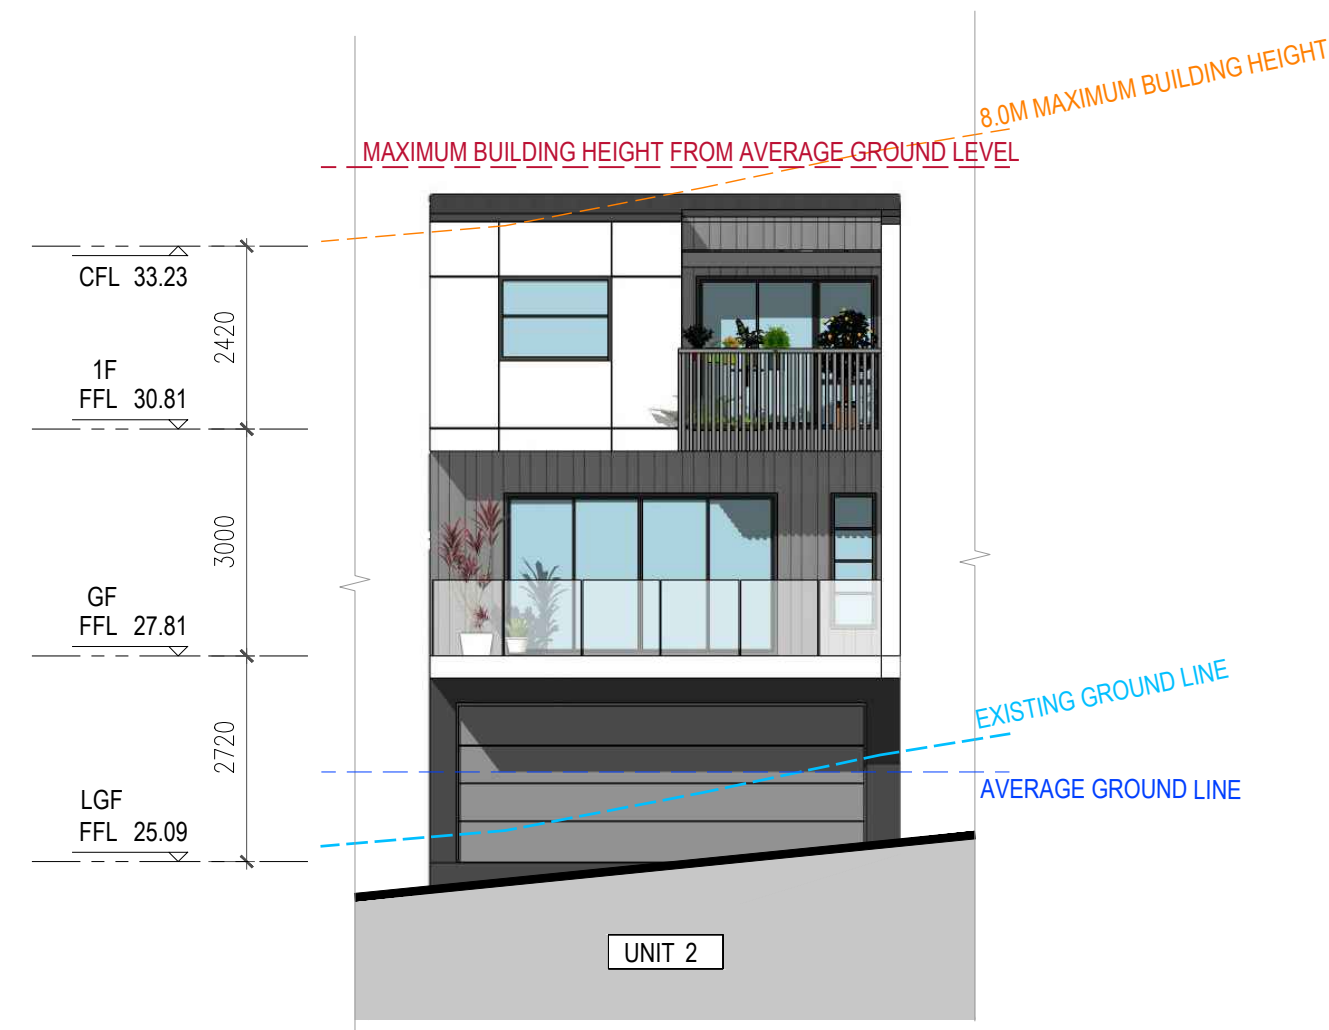 8.0M MAXIMUM BUILDING HEIGHT
MAXIMUM BUILDING HEIGHT FROM AVERAGE GROUND LEVEL
CFL 33.23
2420
1F
FFL 30.81
3000
GF
FFL 27.81
EXISTING GROUND LINE
2720
AVERAGE GROUND LINE
LGF
FFL 25.09
UNIT 2